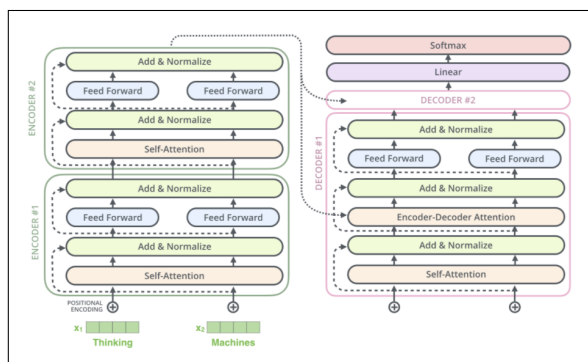 ENCODER #2
Add & Normalize
Feed Forward Feed Forward
Add & Normalize
Self-Attention
ENCODER #1
Add & Normalize
Feed Forward Feed Forward
Add & Normalize
Self-Attention
POSITIONAL
ENCODING
x₁ x₂
Thinking Machines
Softmax
Linear
DECODER #2
DECODER #1
Add & Normalize
Feed Forward Feed Forward
Add & Normalize
Encoder-Decoder Attention
Add & Normalize
Self-Attention